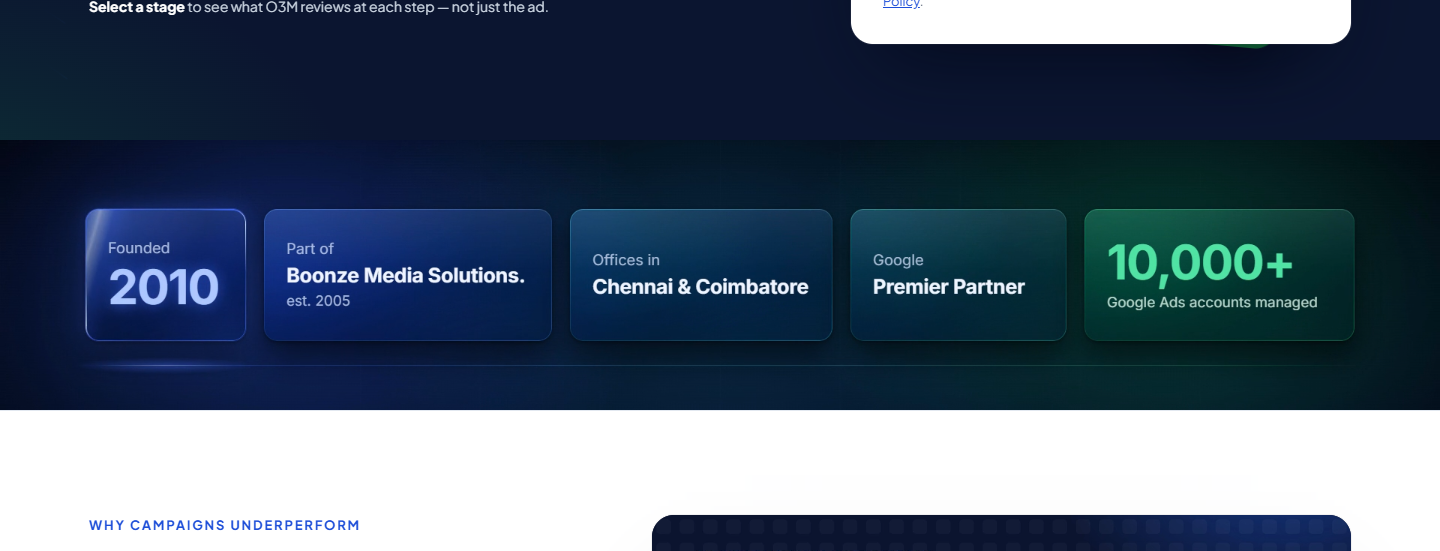 Select a stage to see what O3M reviews at each step — not just the ad.
Policy.
Founded
2010
Part of
Boonze Media Solutions.
est. 2005
Offices in
Chennai & Coimbatore
Google
Premier Partner
10,000+
Google Ads accounts managed
WHY CAMPAIGNS UNDERPERFORM